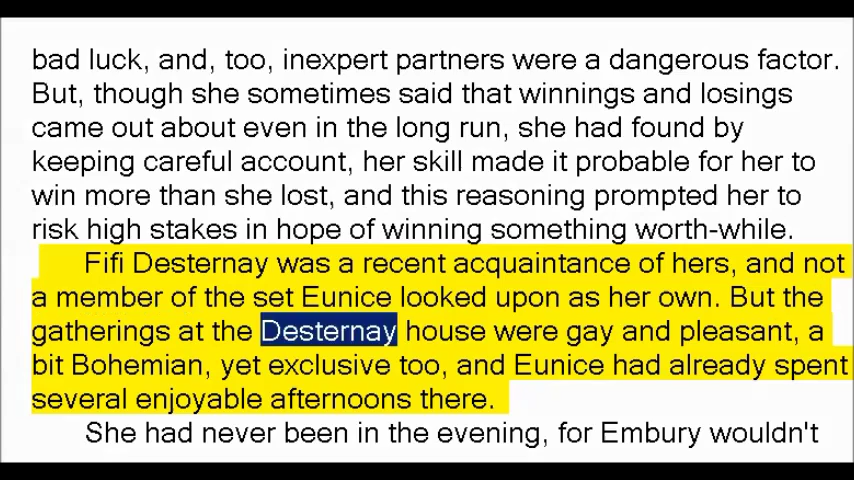 bad luck, and, too, inexpert partners were a dangerous factor.
But, though she sometimes said that winnings and losings
came out about even in the long run, she had found by
keeping careful account, her skill made it probable for her to
win more than she lost, and this reasoning prompted her to
risk high stakes in hope of winning something worth-while.
Fifi Desternay was a recent acquaintance of hers, and not
a member of the set Eunice looked upon as her own. But the
gatherings at the Desternay house were gay and pleasant, a
bit Bohemian, yet exclusive too, and Eunice had already spent
several enjoyable afternoons there.
She had never been in the evening, for Embury wouldn't